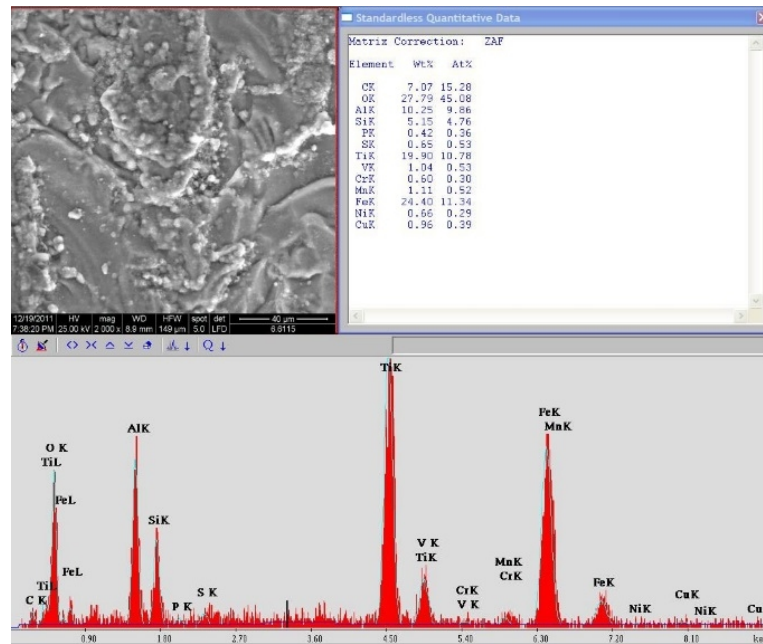 Standardless Quantitative Data
Matrix Correction: ZAF
Element Wt% At%
CK 7.07 15.28
OK 27.79 45.08
AlK 10.25 9.86
SiK 5.15 4.76
PK 0.42 0.36
SK 0.65 0.53
TiK 19.90 10.78
VK 1.04 0.53
CrK 0.60 0.30
MnK 1.11 0.52
FeK 24.40 11.34
NiK 0.66 0.29
CuK 0.96 0.39
12/19/2011 HV mag WD HFW spot det 40 µm
7:38:20 PM 25.00 kV 2 000 x 8.9 mm 149 µm 5.0 LFD 6.6115
Q
TiK
FeK
MnK
AlK
O K
TiL
FeL
SiK
V K
TiK
MnK
CrK
TiL
FeL
C K
P K
S K
CrK
V K
FeK
NiK
CuK
NiK
Cu
0.90 1.80 2.70 3.60 4.50 5.40 6.30 7.20 8.10